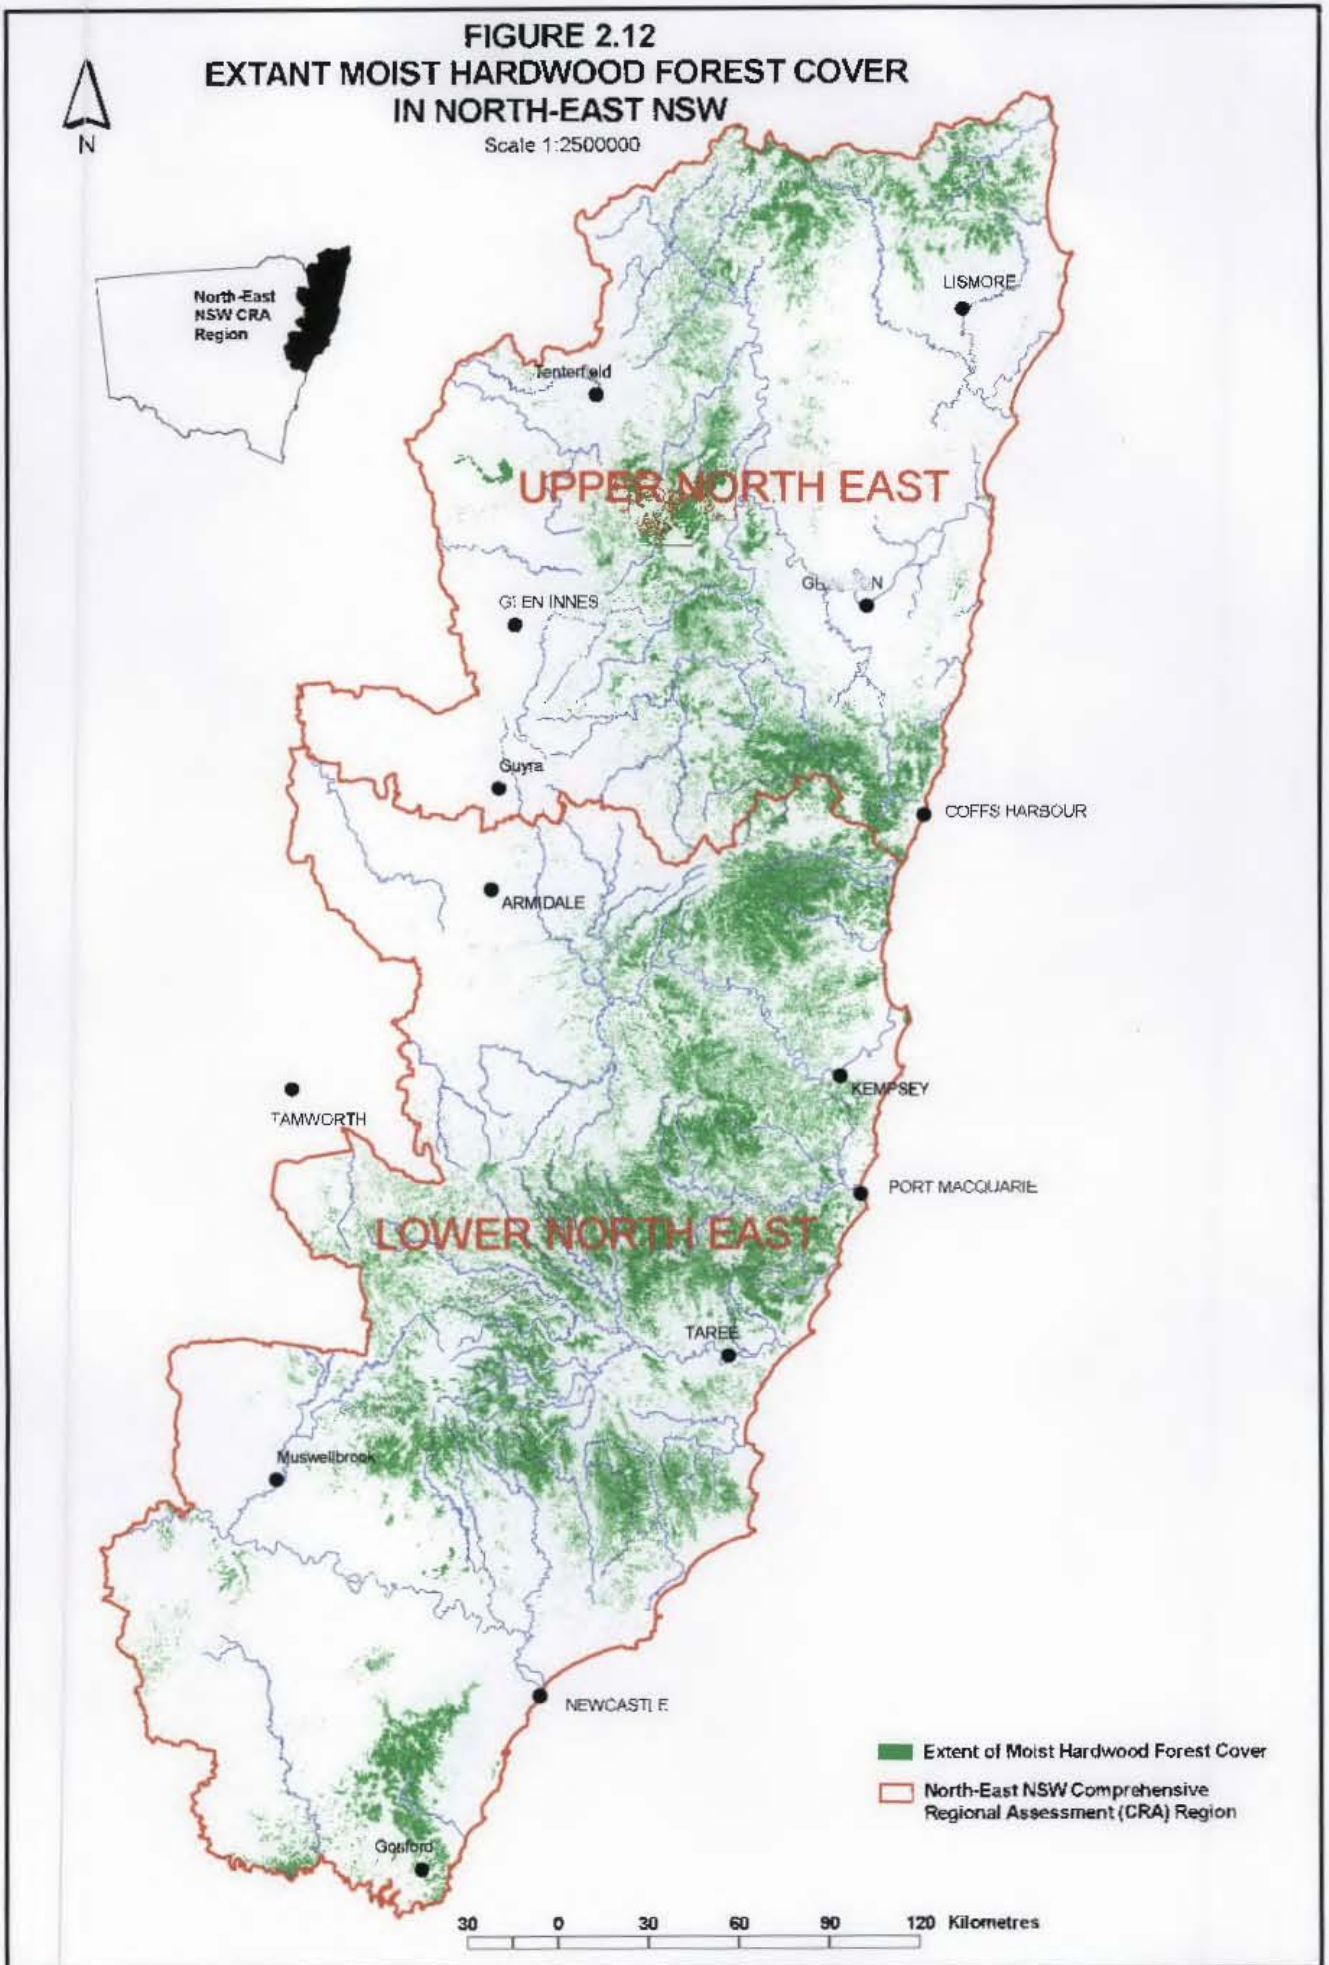 FIGURE 2.12
EXTANT MOIST HARDWOOD FOREST COVER
IN NORTH-EAST NSW
Scale 1:2500000
N
North-East
NSW CRA
Region
LISMORE
Tenterfield
UPPER NORTH EAST
GLEN INNES
Guyra
COFFS HARBOUR
ARMIDALE
KEMPSEY
TAMWORTH
PORT MACQUARIE
LOWER NORTH EAST
TAREE
Muswellbrook
NEWCASTLE
Extent of Moist Hardwood Forest Cover
North-East NSW Comprehensive
Regional Assessment (CRA) Region
Gosford
30 0 30 60 90 120 Kilometres